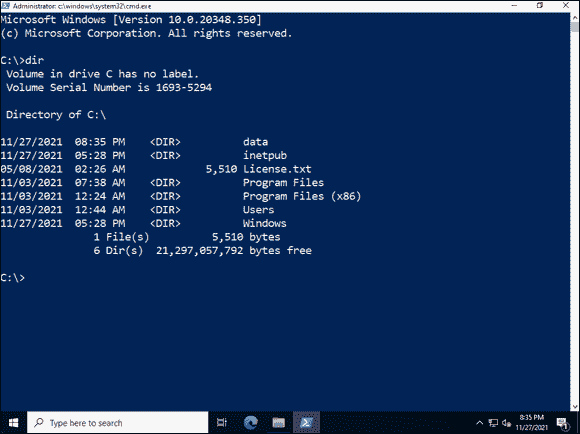 Administrator: c:\windows\system32\cmd.exe
Microsoft Windows [Version 10.0.20348.350]
(c) Microsoft Corporation. All rights reserved.
C:\>dir
Volume in drive C has no label.
Volume Serial Number is 1693-5294
Directory of C:\
11/27/2021 08:35 PM <DIR> data
11/27/2021 05:28 PM <DIR> inetpub
05/08/2021 02:26 AM 5,510 License.txt
11/03/2021 07:38 AM <DIR> Program Files
11/03/2021 12:24 AM <DIR> Program Files (x86)
11/03/2021 12:44 AM <DIR> Users
11/27/2021 05:28 PM <DIR> Windows
1 File(s) 5,510 bytes
6 Dir(s) 21,297,057,792 bytes free
C:\>
Type here to search
8:35 PM
11/27/2021
1